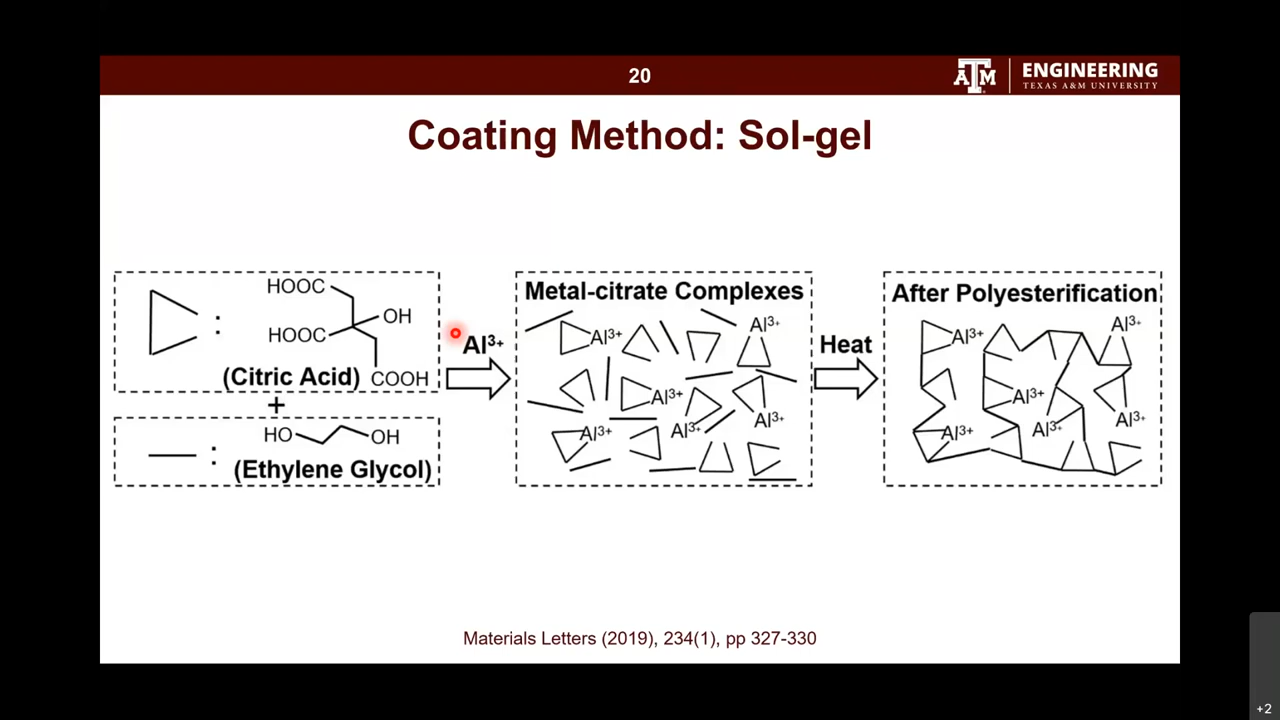 20
ATM
ENGINEERING
TEXAS A&M UNIVERSITY
Coating Method: Sol-gel
HOOC
OH
HOOC
:
(Citric Acid)
COOH
+
HO
OH
:
(Ethylene Glycol)
Al³⁺
Metal-citrate Complexes
Al³⁺
Al³⁺
Al³⁺
Al³⁺
Al³⁺
Al³⁺
Heat
After Polyesterification
Al³⁺
Al³⁺
Al³⁺
Al³⁺
Al³⁺
Al³⁺
Materials Letters (2019), 234(1), pp 327-330
+2